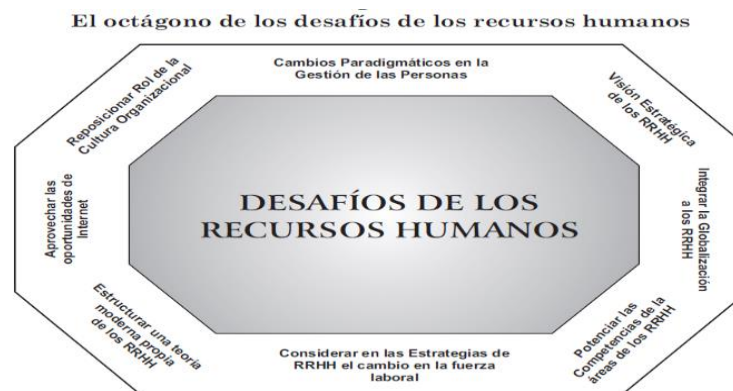 El octágono de los desafíos de los recursos humanos
Cambios Paradigmáticos en la
Gestión de las Personas
Visión Estratégica
de los RRHH
Integrar la Globalización
a los RRHH
Potenciar las
Competencias de la
áreas de los RRHH
Considerar en las Estrategias de
RRHH el cambio en la fuerza
laboral
Estructurar una teoría
moderna propia
de los RRHH
Aprovechar las
oportunidades de
Internet
Reposicionar Rol de la
Cultura Organizacional
DESAFÍOS DE LOS
RECURSOS HUMANOS